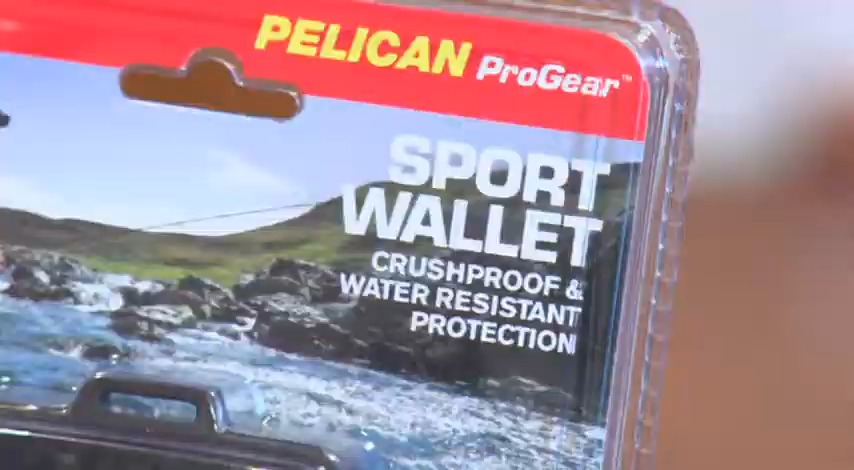 PELICAN ProGear™
SPORT
WALLET
CRUSHPROOF &
WATER RESISTANT
PROTECTION